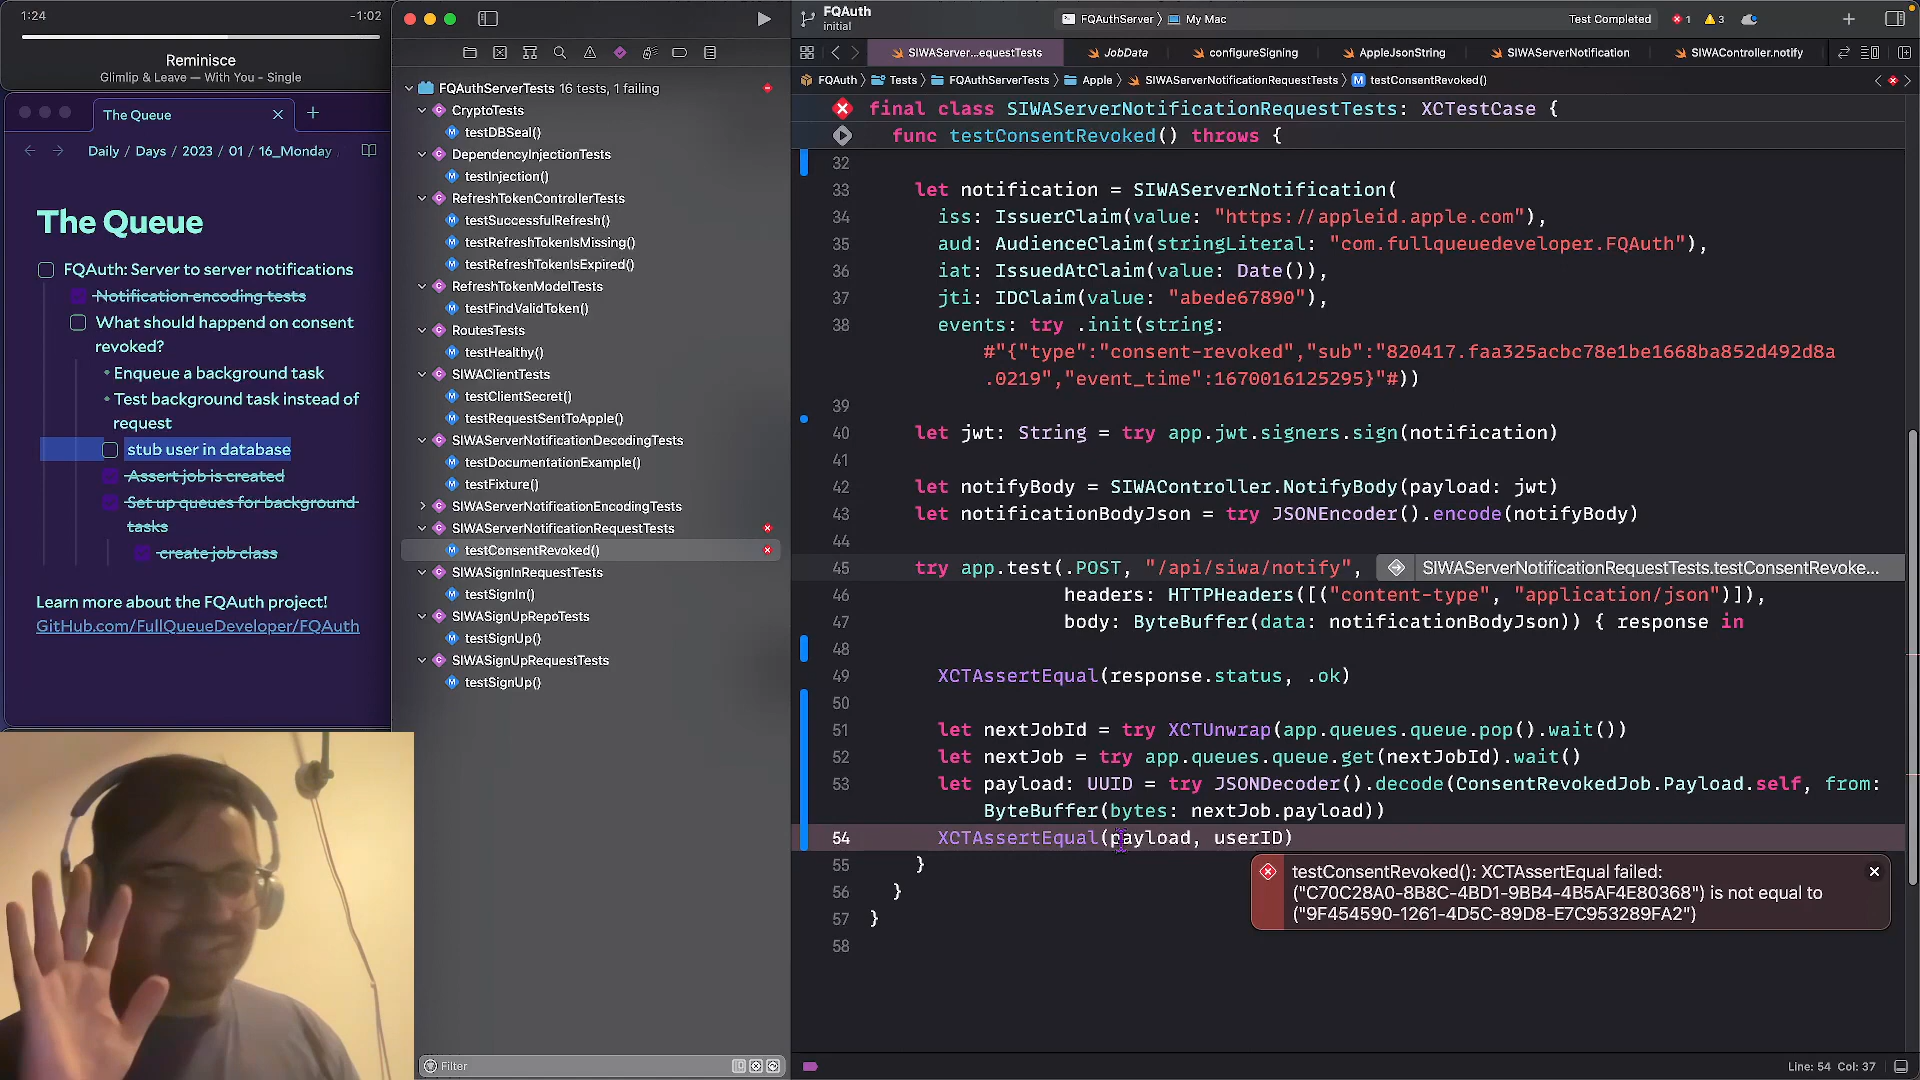 1:24
-1:02
Reminisce
Glimlip & Leave — With You - Single
The Queue
Daily / Days / 2023 / 01 / 16_Monday
The Queue
FQAuth: Server to server notifications
Notification encoding tests
What should happend on consent
revoked?
• Enqueue a background task
• Test background task instead of
request
stub user in database
Assert job is created
Set up queues for background
tasks
create job class
Learn more about the FQAuth project!
GitHub.com/FullQueueDeveloper/FQAuth
FQAuthServerTests 16 tests, 1 failing
CryptoTests
testDBSeal()
DependencyInjectionTests
testInjection()
RefreshTokenControllerTests
testSuccessfulRefresh()
testRefreshTokenIsMissing()
testRefreshTokenIsExpired()
RefreshTokenModelTests
testFindValidToken()
RoutesTests
testHealthy()
SIWAClientTests
testClientSecret()
testRequestSentToApple()
SIWAServerNotificationDecodingTests
testDocumentationExample()
testFixture()
SIWAServerNotificationEncodingTests
SIWAServerNotificationRequestTests
testConsentRevoked()
SIWASignInRequestTests
testSignIn()
SIWASignUpRepoTests
testSignUp()
SIWASignUpRequestTests
testSignUp()
Filter
FQAuth
initial
FQAuthServer 〉 My Mac
Test Completed
1
3
SIWAServer...equestTests
JobData
configureSigning
AppleJsonString
SIWAServerNotification
SIWAController.notify
FQAuth 〉 Tests 〉 FQAuthServerTests 〉 Apple 〉 SIWAServerNotificationRequestTests 〉 M testConsentRevoked()
final class SIWAServerNotificationRequestTests: XCTestCase {
func testConsentRevoked() throws {
32
33 let notification = SIWAServerNotification(
34 iss: IssuerClaim(value: "https://appleid.apple.com"),
35 aud: AudienceClaim(stringLiteral: "com.fullqueuedeveloper.FQAuth"),
36 iat: IssuedAtClaim(value: Date()),
37 jti: IDClaim(value: "abede67890"),
38 events: try .init(string:
#"{"type":"consent-revoked","sub":"820417.faa325acbc78e1be1668ba852d492d8a
.0219","event_time":1670016125295}"#))
39
40 let jwt: String = try app.jwt.signers.sign(notification)
41
42 let notifyBody = SIWAController.NotifyBody(payload: jwt)
43 let notificationBodyJson = try JSONEncoder().encode(notifyBody)
44
45 try app.test(.POST, "/api/siwa/notify", SIWAServerNotificationRequestTests.testConsentRevoke...
46 headers: HTTPHeaders([("content-type", "application/json")]),
47 body: ByteBuffer(data: notificationBodyJson)) { response in
48
49 XCTAssertEqual(response.status, .ok)
50
51 let nextJobId = try XCTUnwrap(app.queues.queue.pop().wait())
52 let nextJob = try app.queues.queue.get(nextJobId).wait()
53 let payload: UUID = try JSONDecoder().decode(ConsentRevokedJob.Payload.self, from:
ByteBuffer(bytes: nextJob.payload))
54 XCTAssertEqual(payload, userID)
55 }
56 }
57 }
58
testConsentRevoked(): XCTAssertEqual failed:
("C70C28A0-8B8C-4BD1-9BB4-4B5AF4E80368") is not equal to
("9F454590-1261-4D5C-89D8-E7C953289FA2")
Line: 54 Col: 37